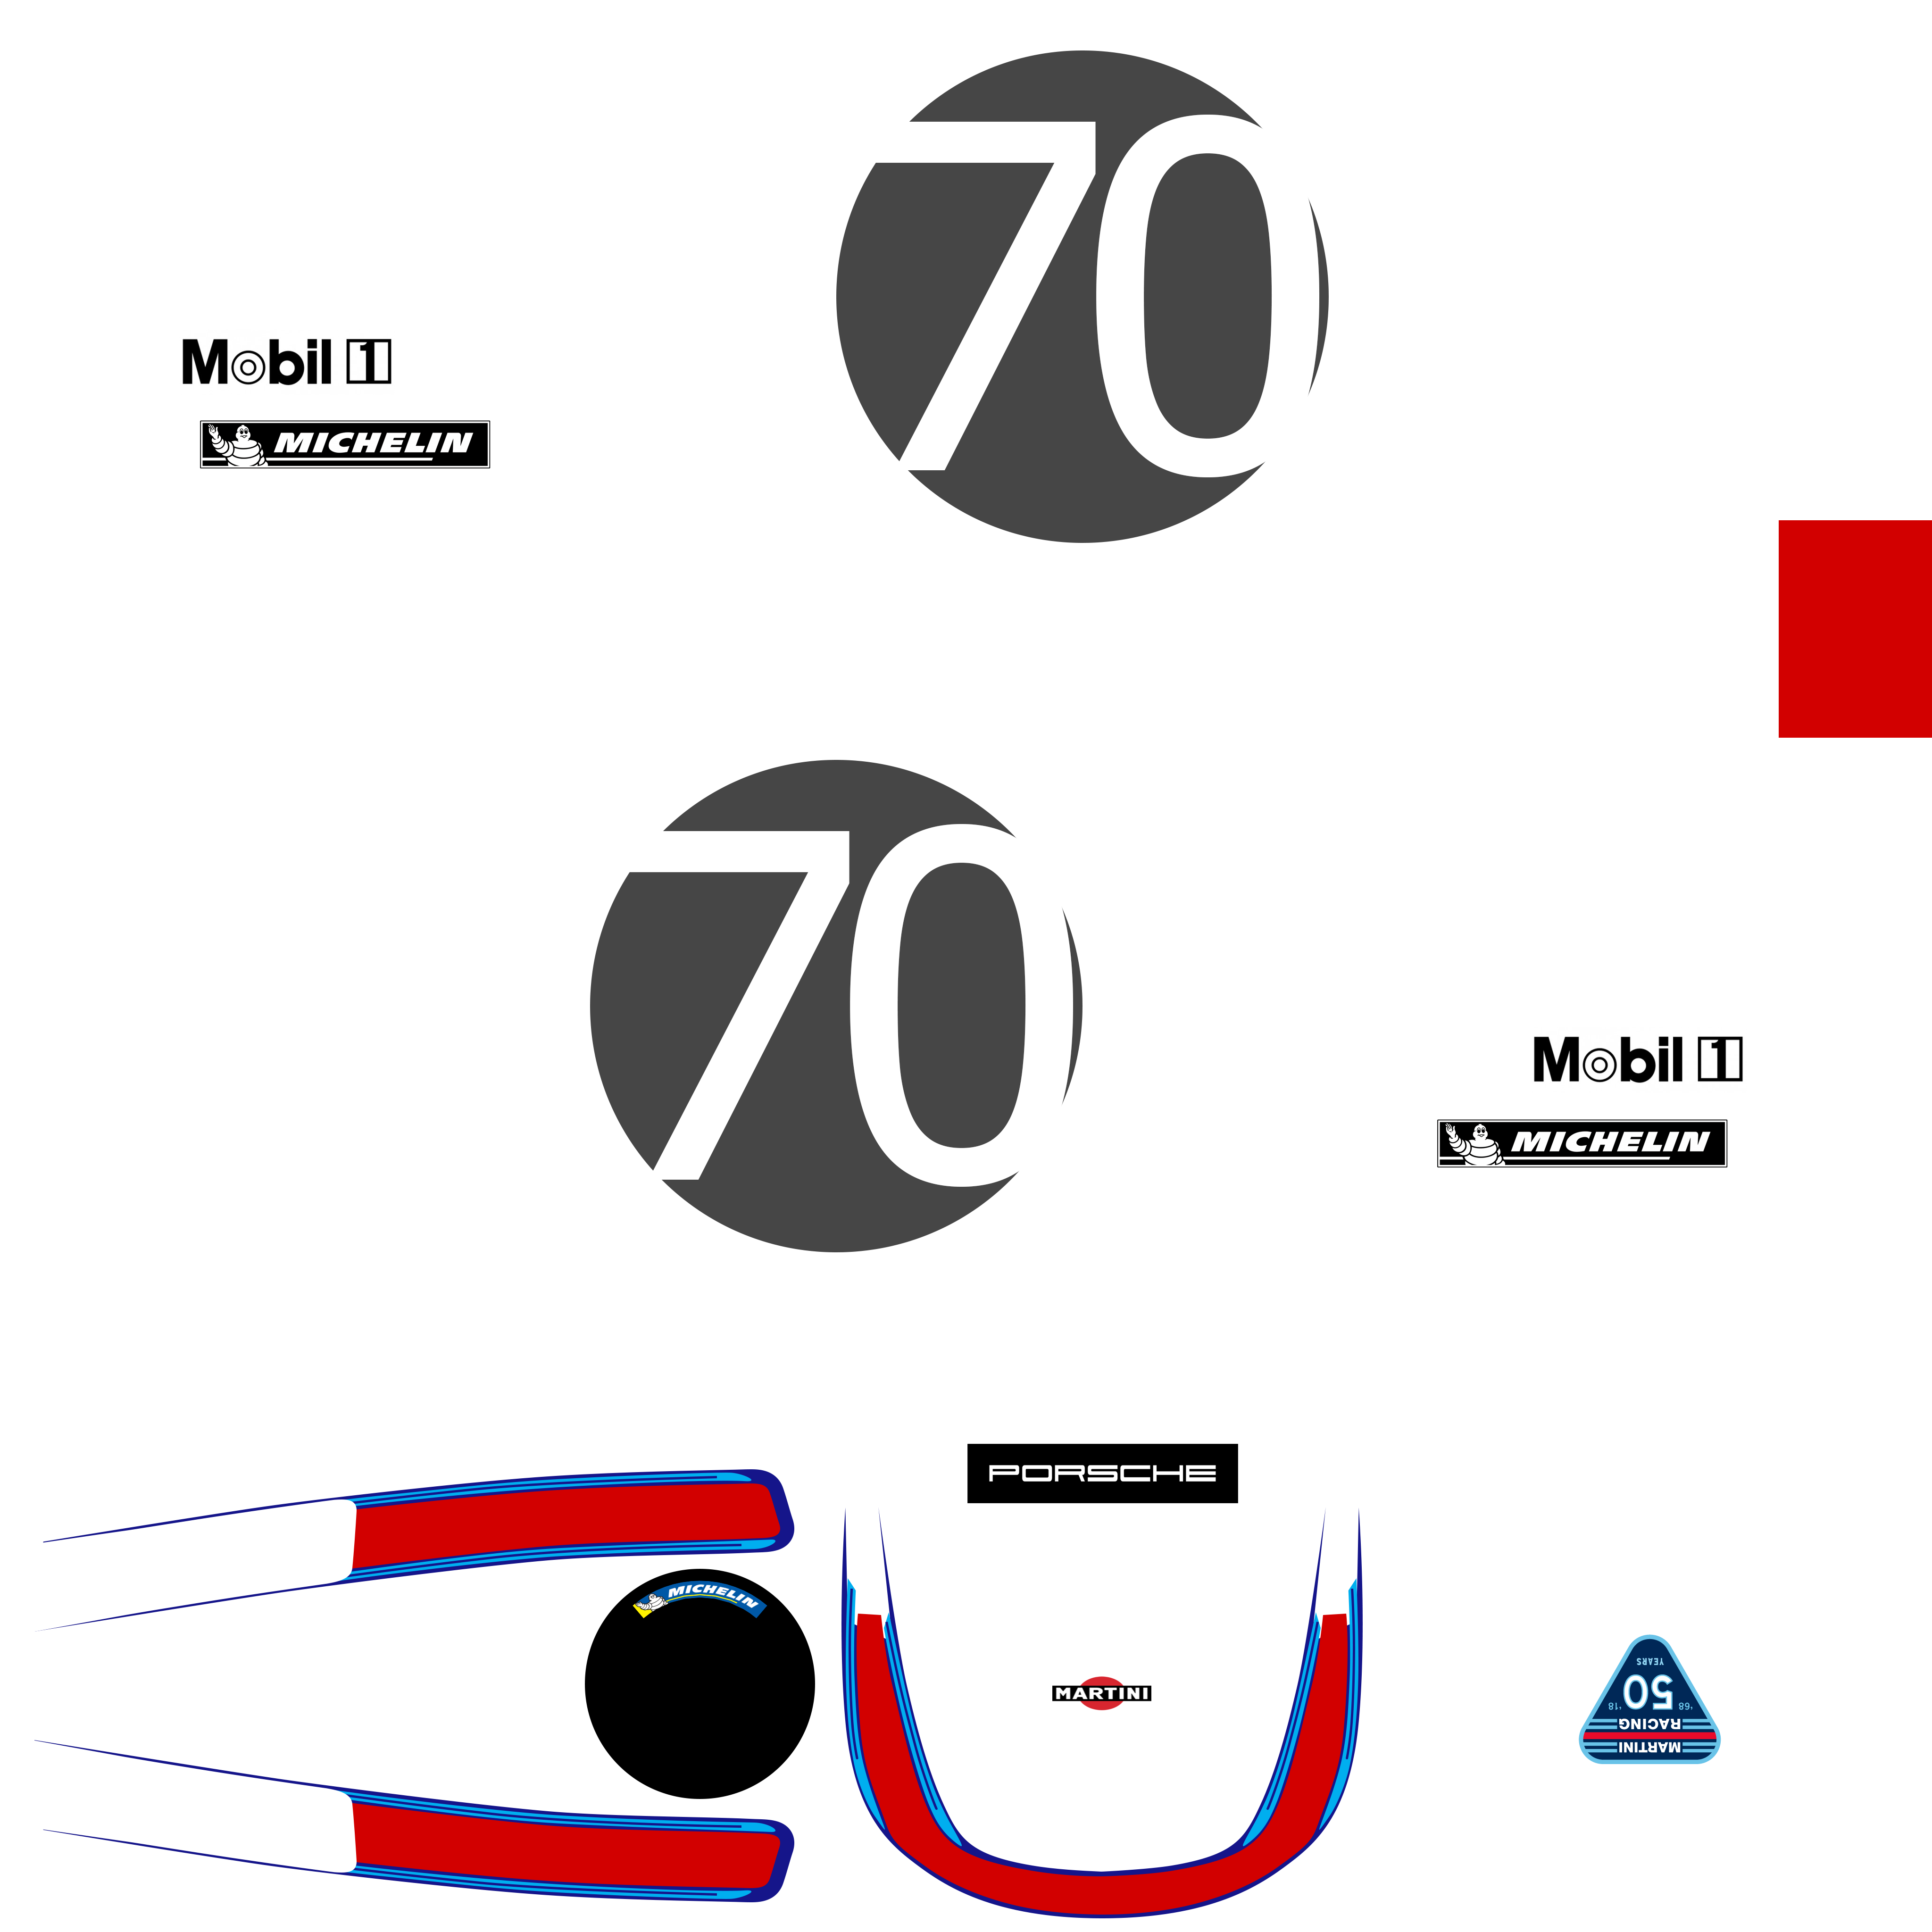 70
Mobil 1
MICHELIN
70
Mobil 1
MICHELIN
PORSCHE
MICHELIN
MARTINI
YEARS
50
'68 '18
RACING
MARTINI